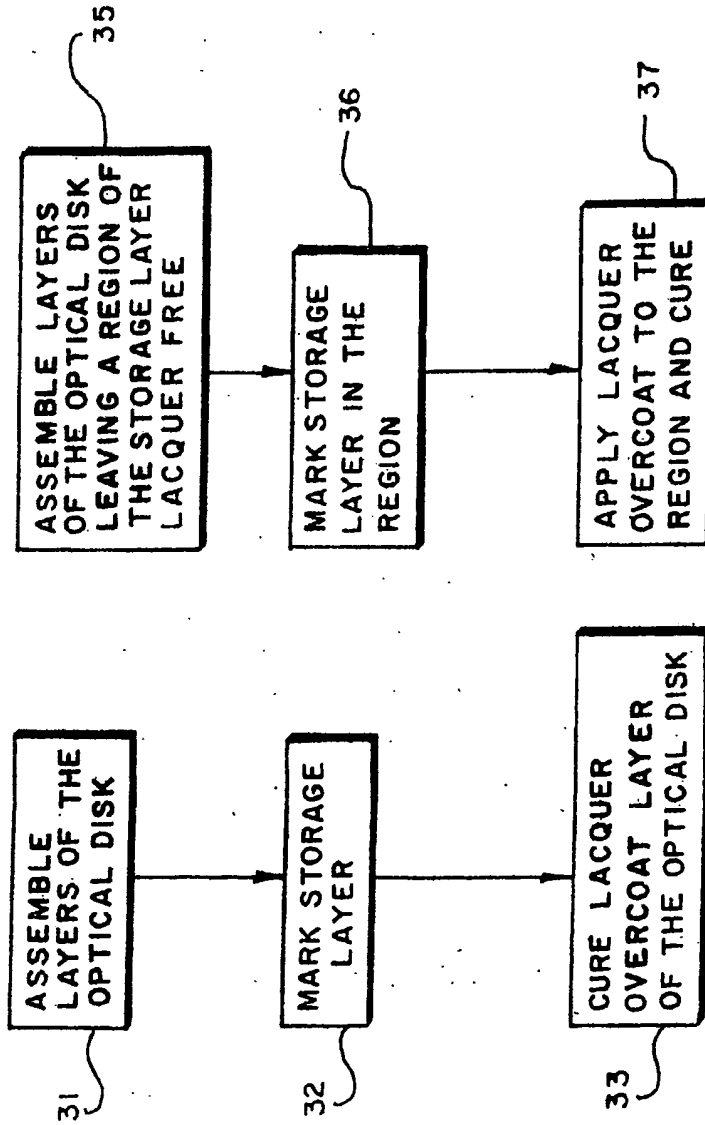 31
ASSEMBLE
LAYERS OF THE
OPTICAL DISK
32
MARK STORAGE
LAYER
33
CURE LACQUER
OVERCOAT LAYER
OF THE OPTICAL DISK
35
ASSEMBLE LAYERS
OF THE OPTICAL DISK
LEAVING A REGION OF
THE STORAGE LAYER
LACQUER FREE
36
MARK STORAGE
LAYER IN THE
REGION
37
APPLY LACQUER
OVERCOAT TO THE
REGION AND CURE